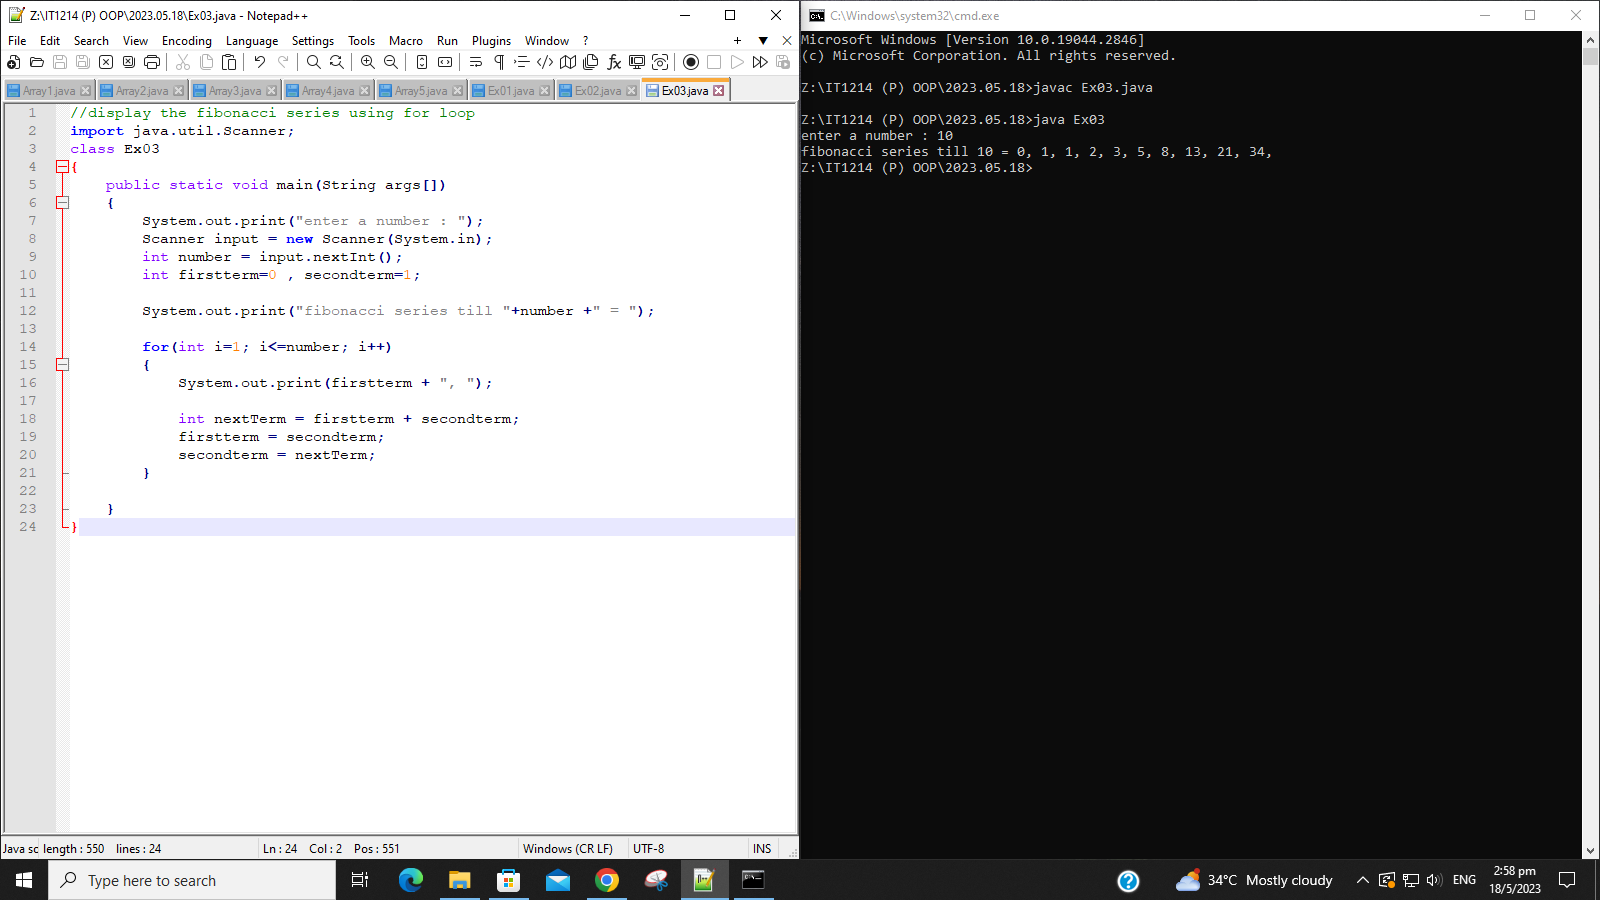 Z:\IT1214 (P) OOP\2023.05.18\Ex03.java - Notepad++
File Edit Search View Encoding Language Settings Tools Macro Run Plugins Window ?
Array1.java Array2.java Array3.java Array4.java Array5.java Ex01.java Ex02.java Ex03.java
1 //display the fibonacci series using for loop
2 import java.util.Scanner;
3 class Ex03
4 {
5 public static void main(String args[])
6 {
7 System.out.print("enter a number : ");
8 Scanner input = new Scanner(System.in);
9 int number = input.nextInt();
10 int firstterm=0 , secondterm=1;
11
12 System.out.print("fibonacci series till "+number +" = ");
13
14 for(int i=1; i<=number; i++)
15 {
16 System.out.print(firstterm + ", ");
17
18 int nextTerm = firstterm + secondterm;
19 firstterm = secondterm;
20 secondterm = nextTerm;
21 }
22
23 }
24 }
Java sc length : 550 lines : 24 Ln : 24 Col : 2 Pos : 551 Windows (CR LF) UTF-8 INS
C:\Windows\system32\cmd.exe
Microsoft Windows [Version 10.0.19044.2846]
(c) Microsoft Corporation. All rights reserved.
Z:\IT1214 (P) OOP\2023.05.18>javac Ex03.java
Z:\IT1214 (P) OOP\2023.05.18>java Ex03
enter a number : 10
fibonacci series till 10 = 0, 1, 1, 2, 3, 5, 8, 13, 21, 34,
Z:\IT1214 (P) OOP\2023.05.18>
Type here to search
34°C Mostly cloudy
ENG
2:58 pm
18/5/2023